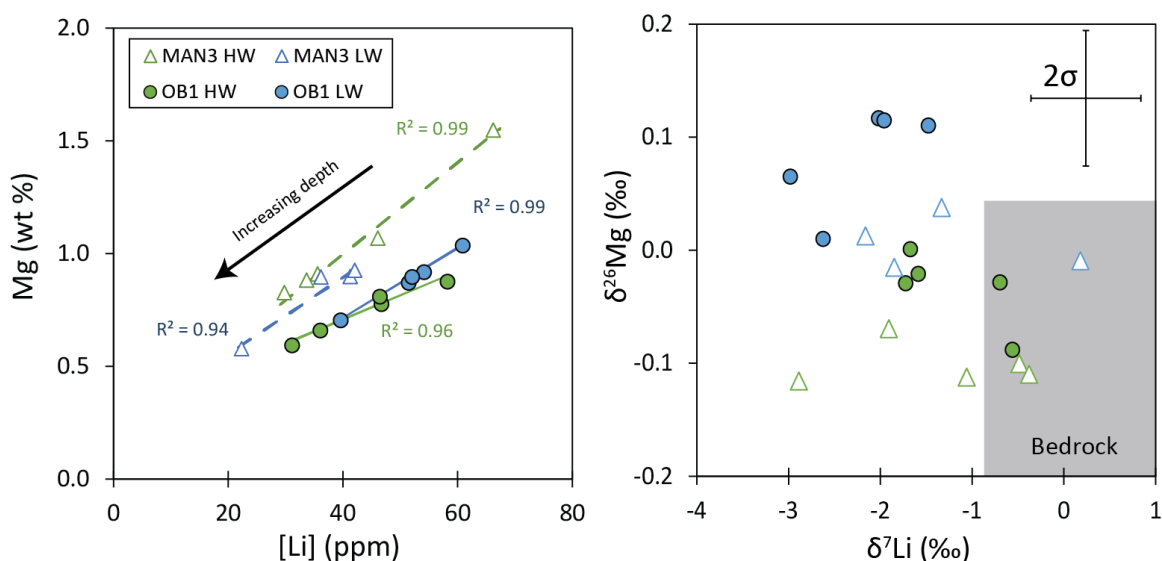 2.0
1.5
1.0
0.5
0.0
0
20
40
60
80
Mg (wt %)
[Li] (ppm)
MAN3 HW
MAN3 LW
OB1 HW
OB1 LW
R² = 0.99
Increasing depth
R² = 0.99
R² = 0.94
R² = 0.96
0.2
0.1
0.0
-0.1
-0.2
-4
-3
-2
-1
0
1
δ²⁶Mg (‰)
δ⁷Li (‰)
2σ
Bedrock